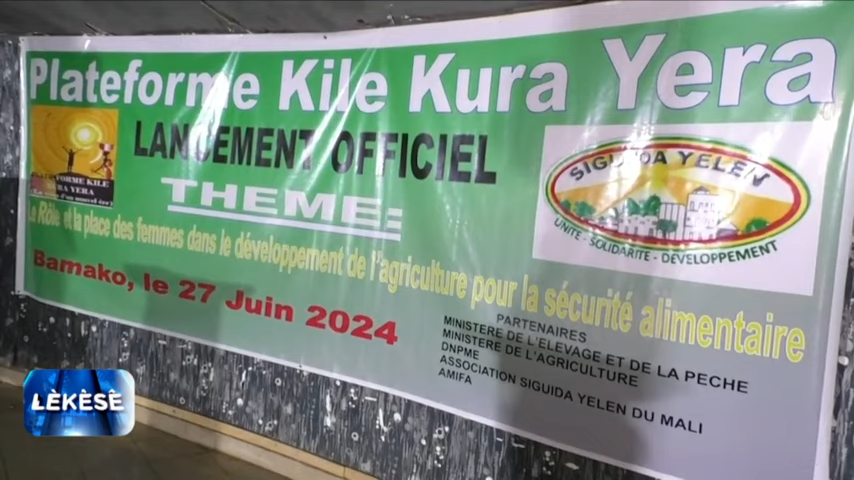 Plateforme Kile Kura Yera
LANCEMENT OFFICIEL
THEME:
Le Rôle et la place des femmes dans le développement de l'agriculture pour la sécurité alimentaire
Bamako, le 27 Juin 2024
FORME KILE
KURA YERA
SIGUIDA YELEN
UNITE - SOLIDARITE - DÉVELOPPEMENT
PARTENAIRES
MINISTERE DE L'ELEVAGE ET DE LA PECHE
MINISTERE DE L'AGRICULTURE
DNPME
ASSOCIATION SIGUIDA YELEN DU MALI
AMIFA
LÈKÈSÈ